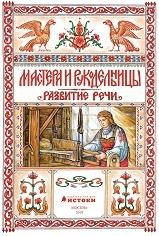 МАСТЕРА И РУКОДЕЛЬНИЦЫ
РАЗВИТИЕ РЕЧИ
ИСТОКИ
МОСКВА